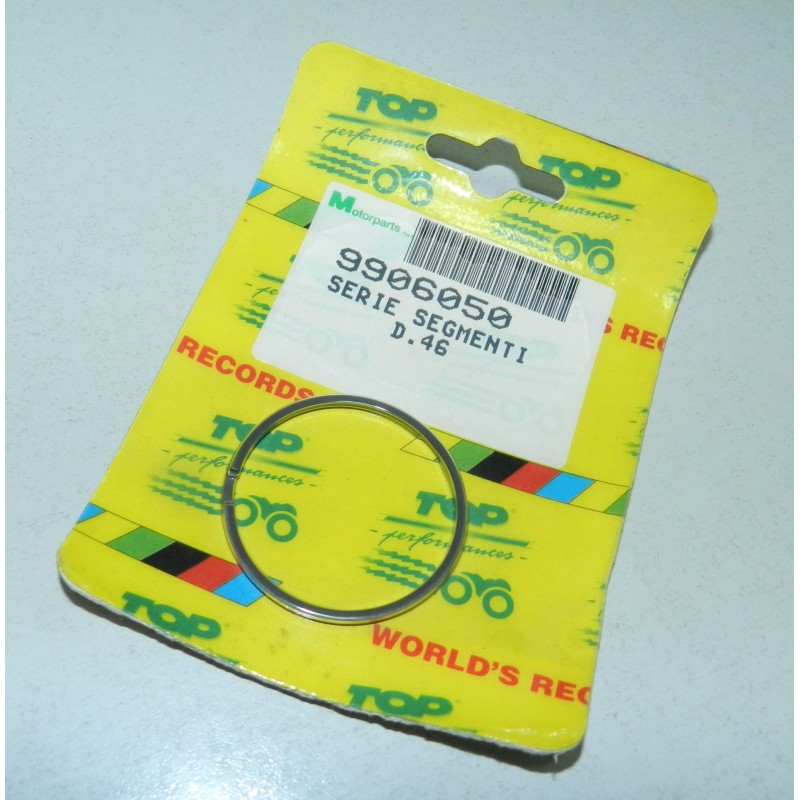 TOP
- performances -
TOP
performances -
Motorparts
9906050
SERIE SEGMENTI
D.46
S REC
RECORDS
TOP
performances -
TOP
performances -
TOP
WORLD'S REC
TOP